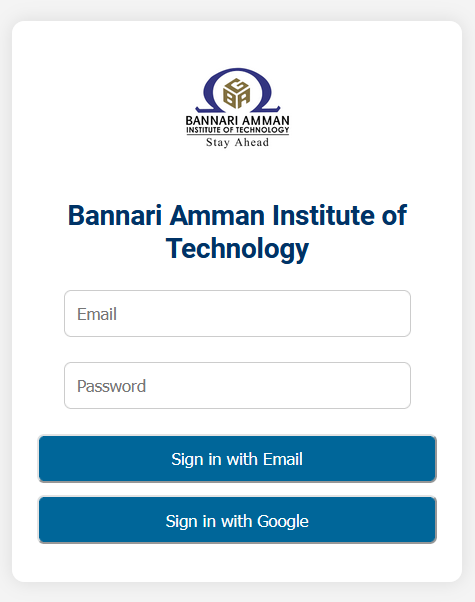 BANNARI AMMAN
INSTITUTE OF TECHNOLOGY
Stay Ahead
Bannari Amman Institute of
Technology
Email
Password
Sign in with Email
Sign in with Google